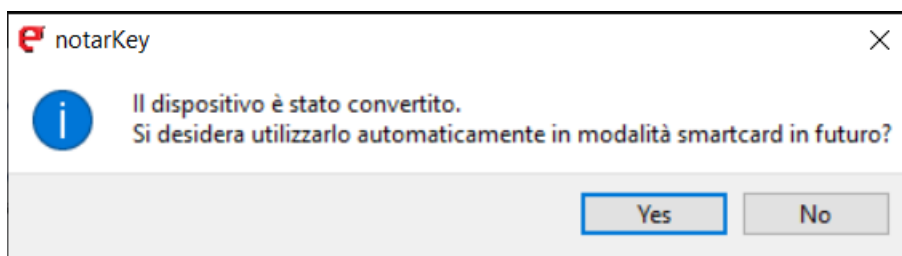 notarKey
Il dispositivo è stato convertito.
Si desidera utilizzarlo automaticamente in modalità smartcard in futuro?
Yes
No